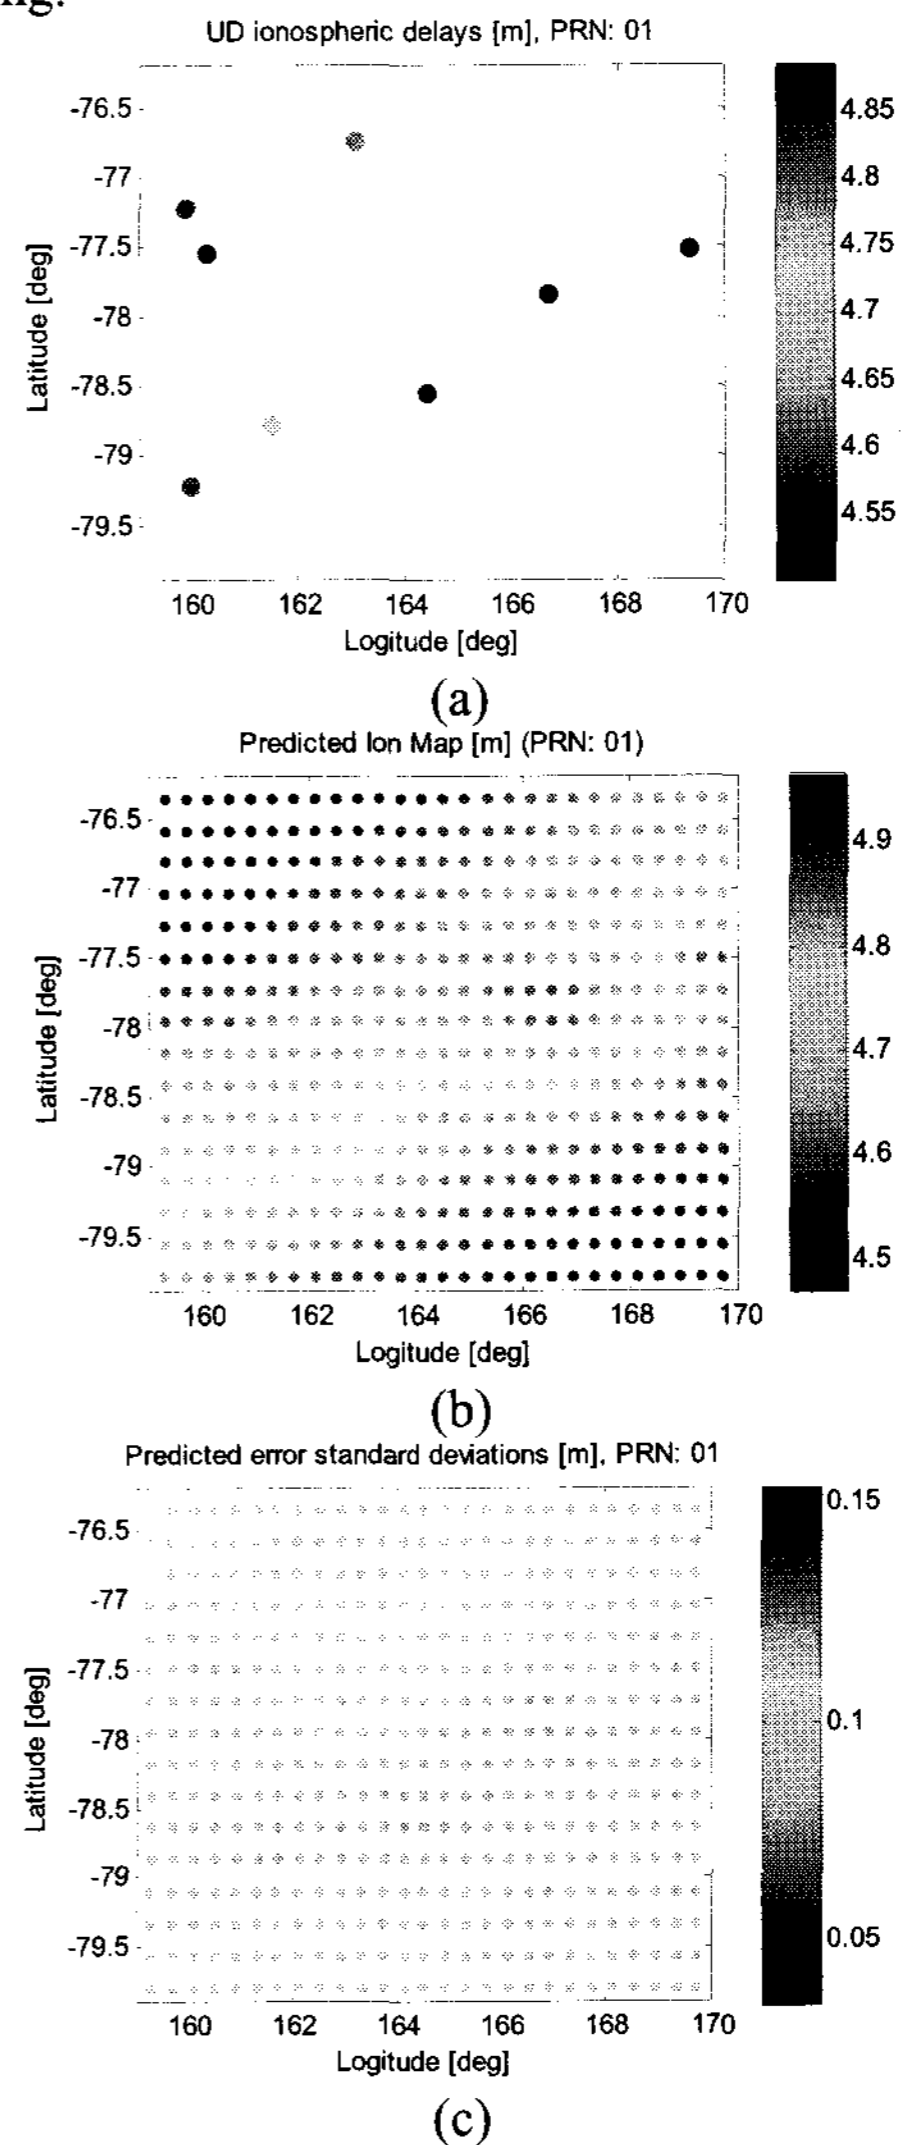 UD ionospheric delays [m], PRN: 01
-76.5
-77
-77.5
-78
-78.5
-79
-79.5
Latitude [deg]
160 162 164 166 168 170
Logitude [deg]
4.85
4.8
4.75
4.7
4.65
4.6
4.55
(a)
Predicted Ion Map [m] (PRN: 01)
-76.5
-77
-77.5
-78
-78.5
-79
-79.5
Latitude [deg]
160 162 164 166 168 170
Logitude [deg]
4.9
4.8
4.7
4.6
4.5
(b)
Predicted error standard deviations [m], PRN: 01
-76.5
-77
-77.5
-78
-78.5
-79
-79.5
Latitude [deg]
160 162 164 166 168 170
Logitude [deg]
0.15
0.1
0.05
(c)